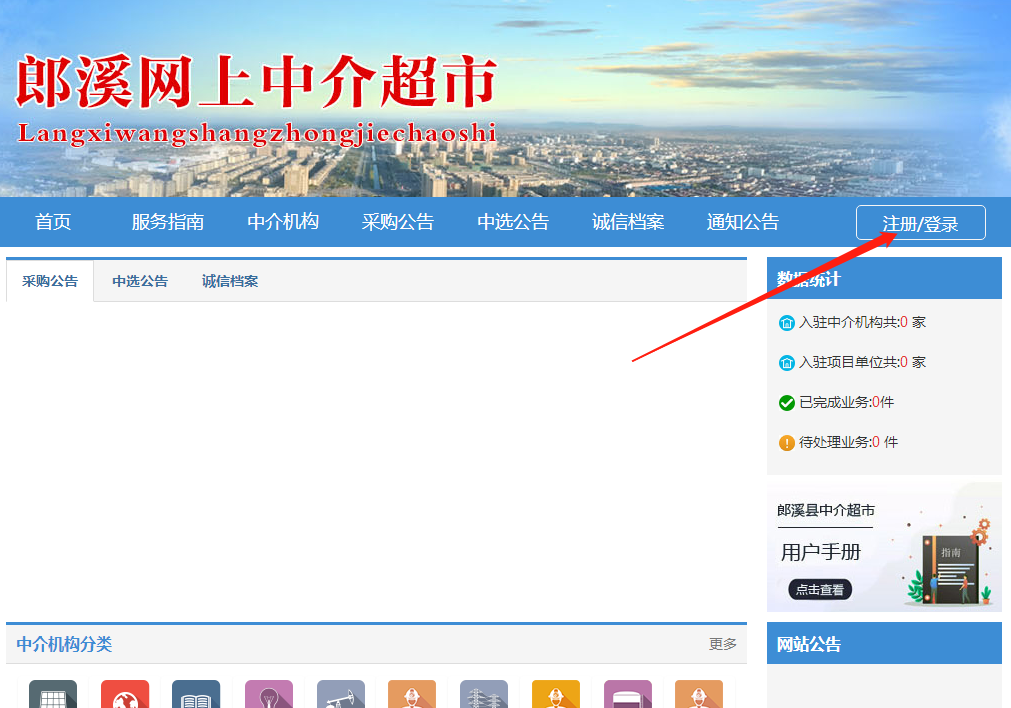 郎溪网上中介超市
Langxiwangshangzhongjiechaoshi
首页 服务指南 中介机构 采购公告 中选公告 诚信档案 通知公告 注册/登录
采购公告 中选公告 诚信档案
数据统计
入驻中介机构共:0 家
入驻项目单位共:0 家
已完成业务:0件
待处理业务:0 件
郎溪县中介超市
用户手册
点击查看
指南
中介机构分类 更多
网站公告